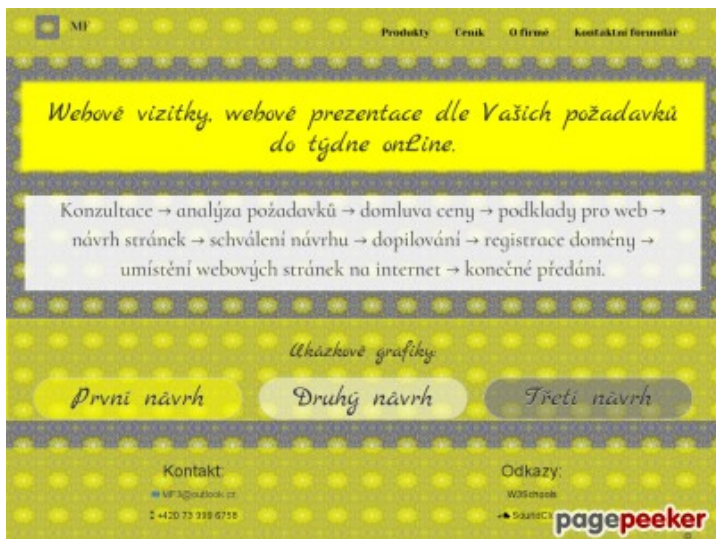 MF
Produkty Ceník O firmě Kontaktní formulář
Webové vizitky, webové prezentace dle Vašich požadavků
do týdne onLine.
Konzultace → analýza požadavků → domluva ceny → podklady pro web →
návrh stránek → schválení návrhu → dopilování → registrace domény →
umístění webových stránek na internet → konečné předání.
Ukázkové grafiky:
První návrh Druhý návrh Třetí návrh
Kontakt: Odkazy:
W3Schools
pagepeeker